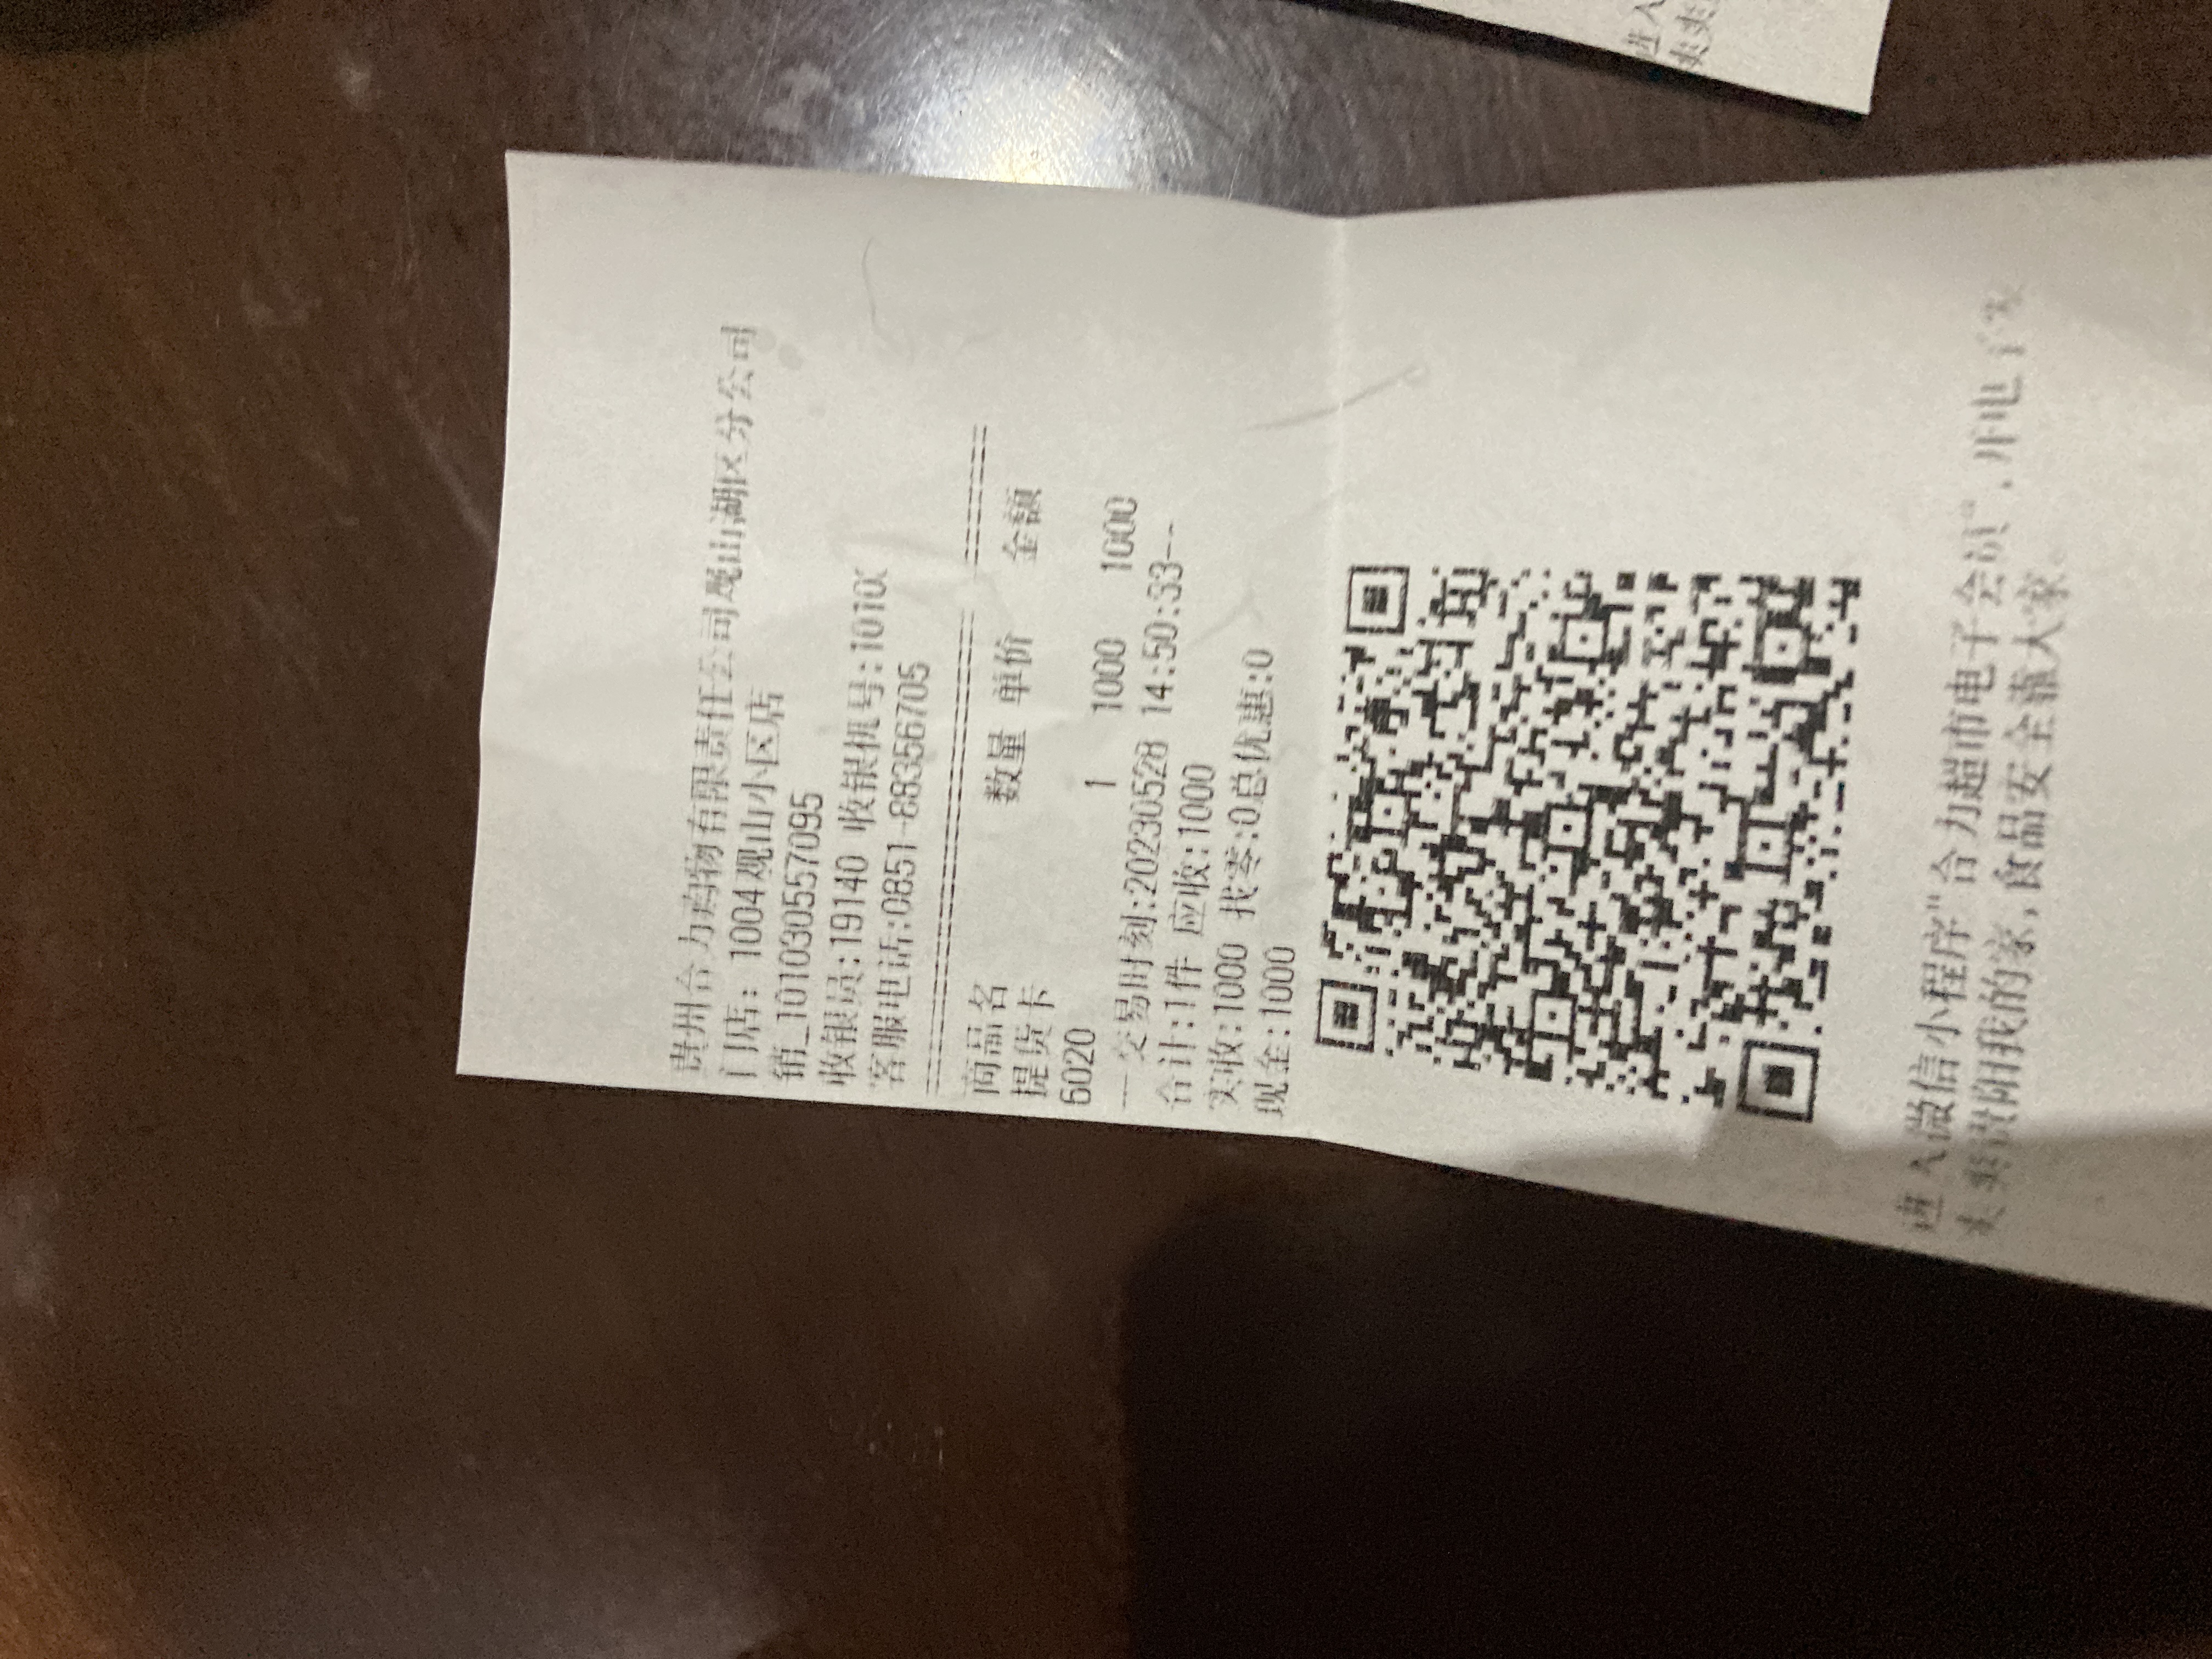 贵州合力购物有限责任公司观山湖区分公司
门店: 1004观山小区店
销_1010305557095
收银员:19140 收银机号:1010
客服电话:0851-888356705
商品名 数量 单价 金额
提货卡
6020 1 1000 1000
---交易时刻:20230528 14:50:33---
合计:1件 应收:1000
实收:1000 找零:0总优惠:0
现金:1000
进入微信小程序"合力超市电子会员",开电子
爽爽贵阳我的家,食品安全靠大家。
进入
爽爽